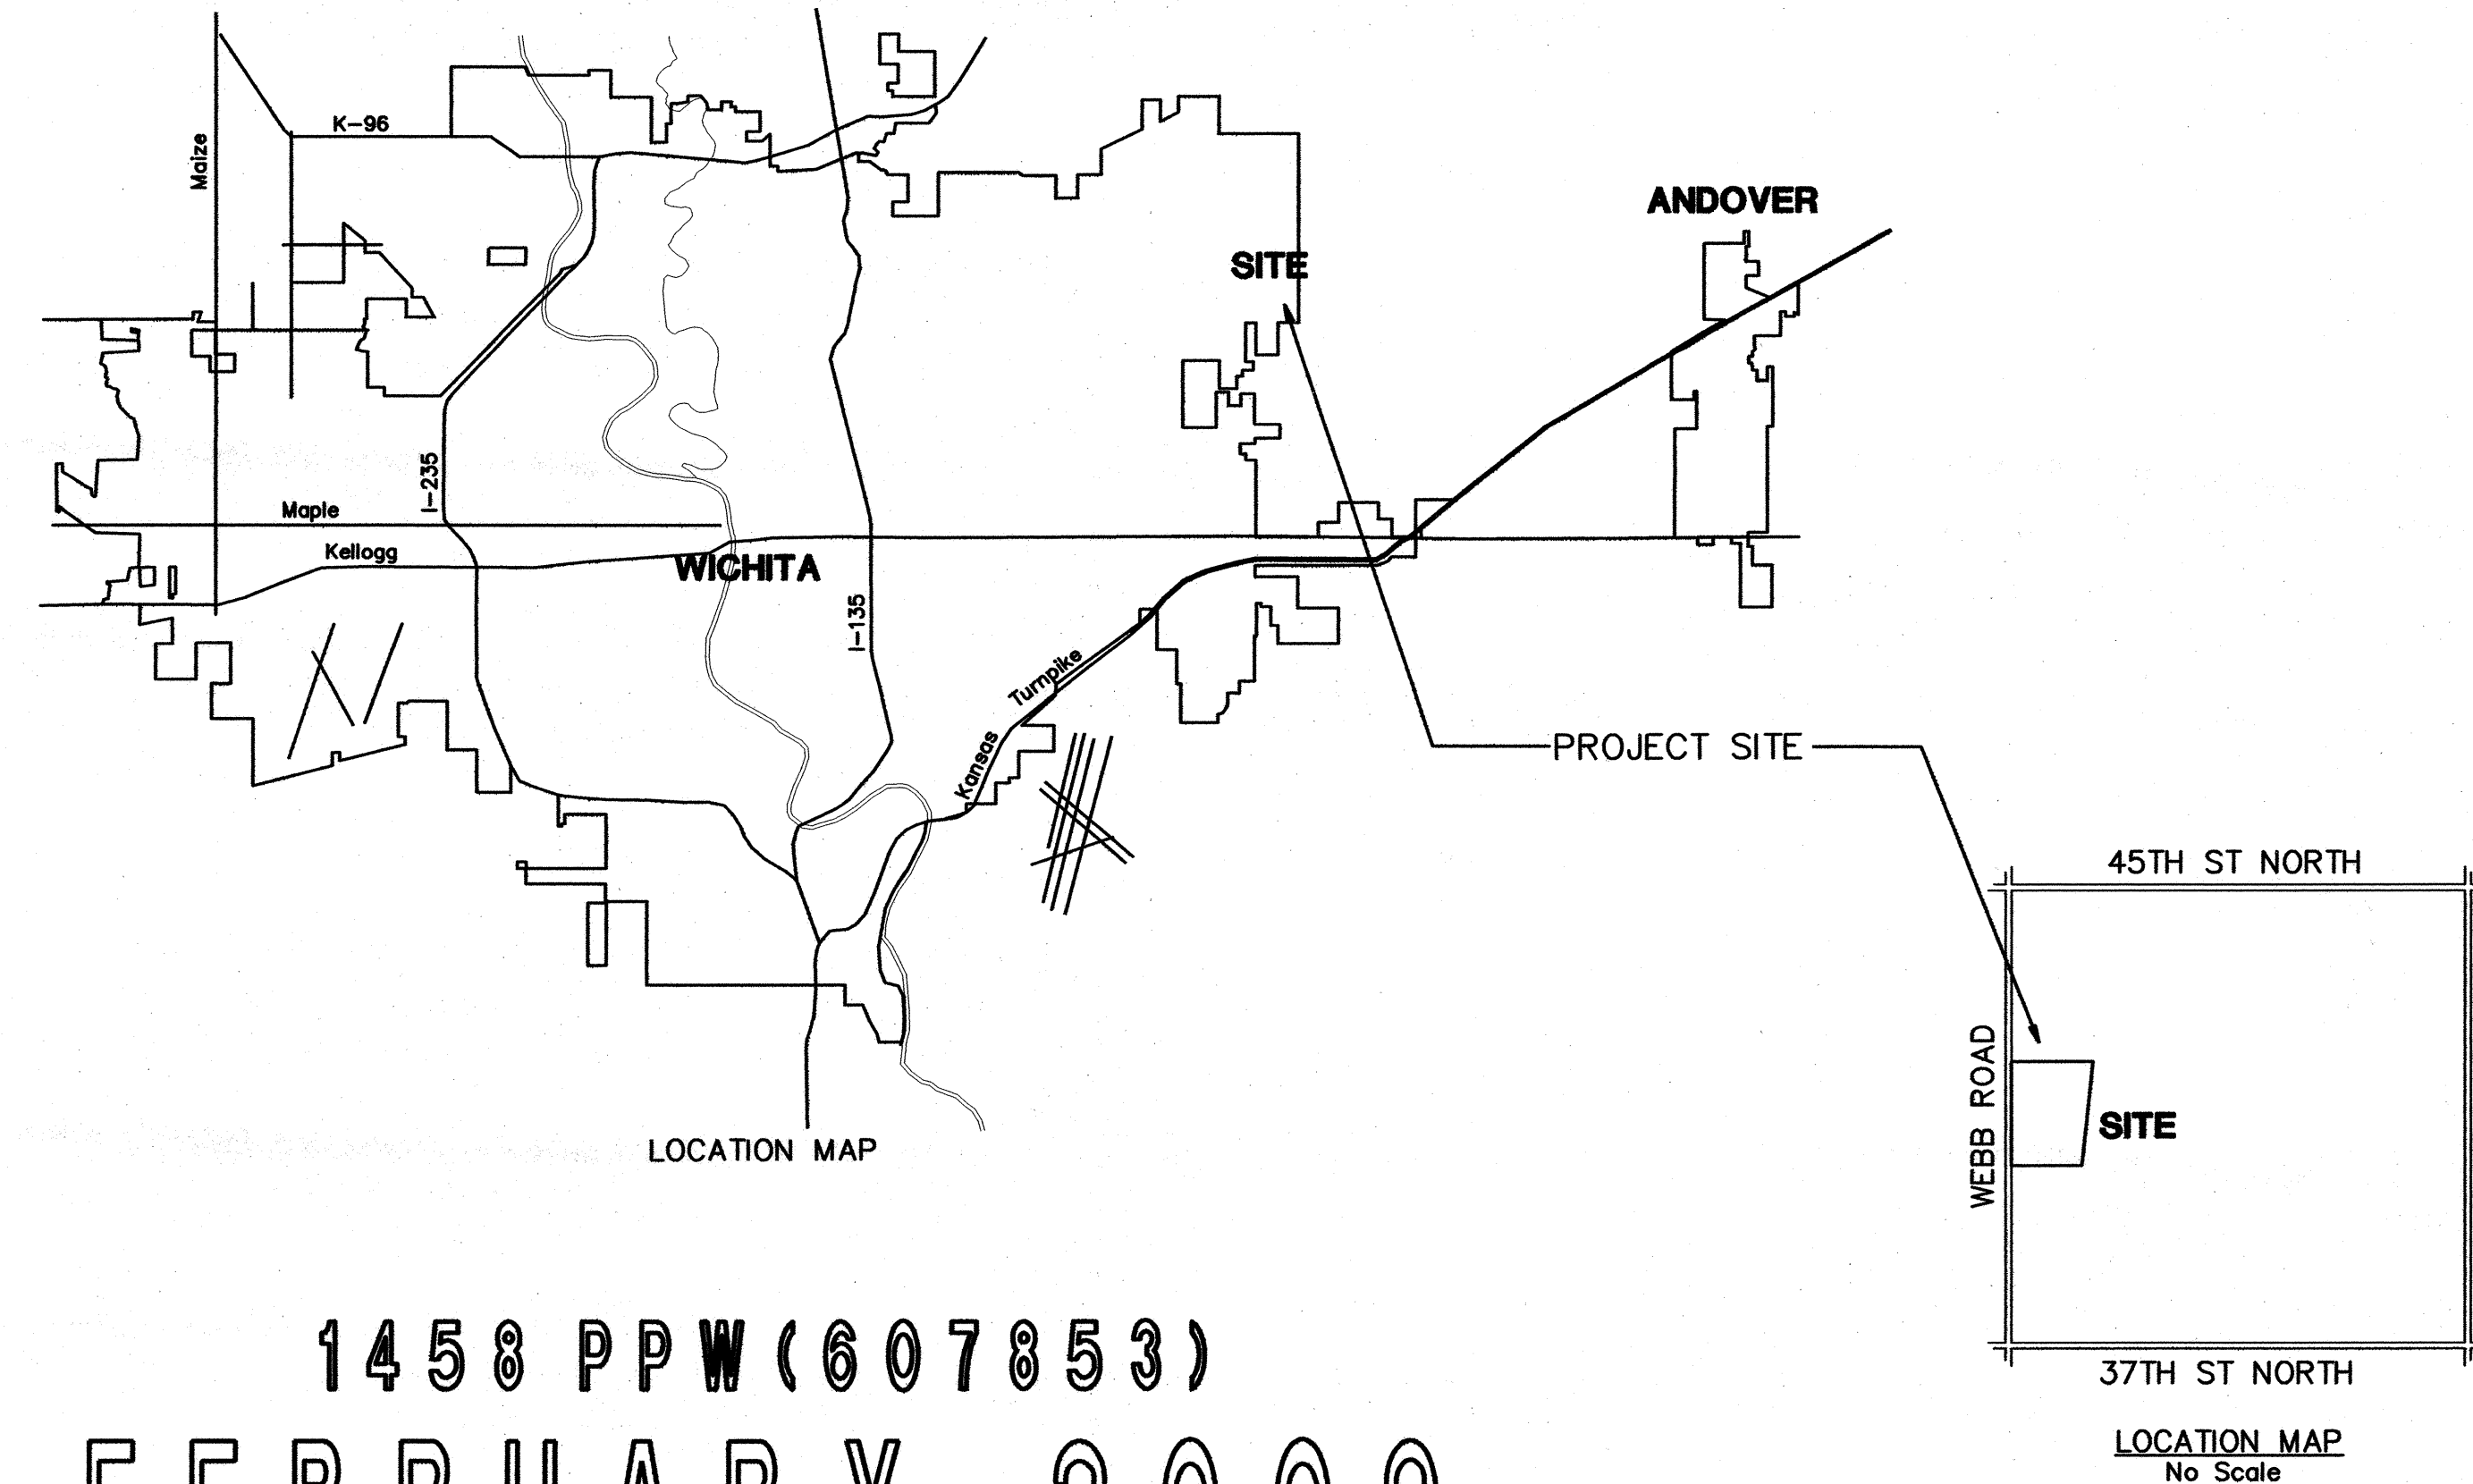 K-96
Maize
ANDOVER
SITE
I-235
Maple
Kellogg
WICHITA
I-135
Turnpike
Kansas
PROJECT SITE
45TH ST NORTH
WEBB ROAD
SITE
LOCATION MAP
37TH ST NORTH
1458 PPW(607853)
LOCATION MAP
No Scale
FEBRUARY